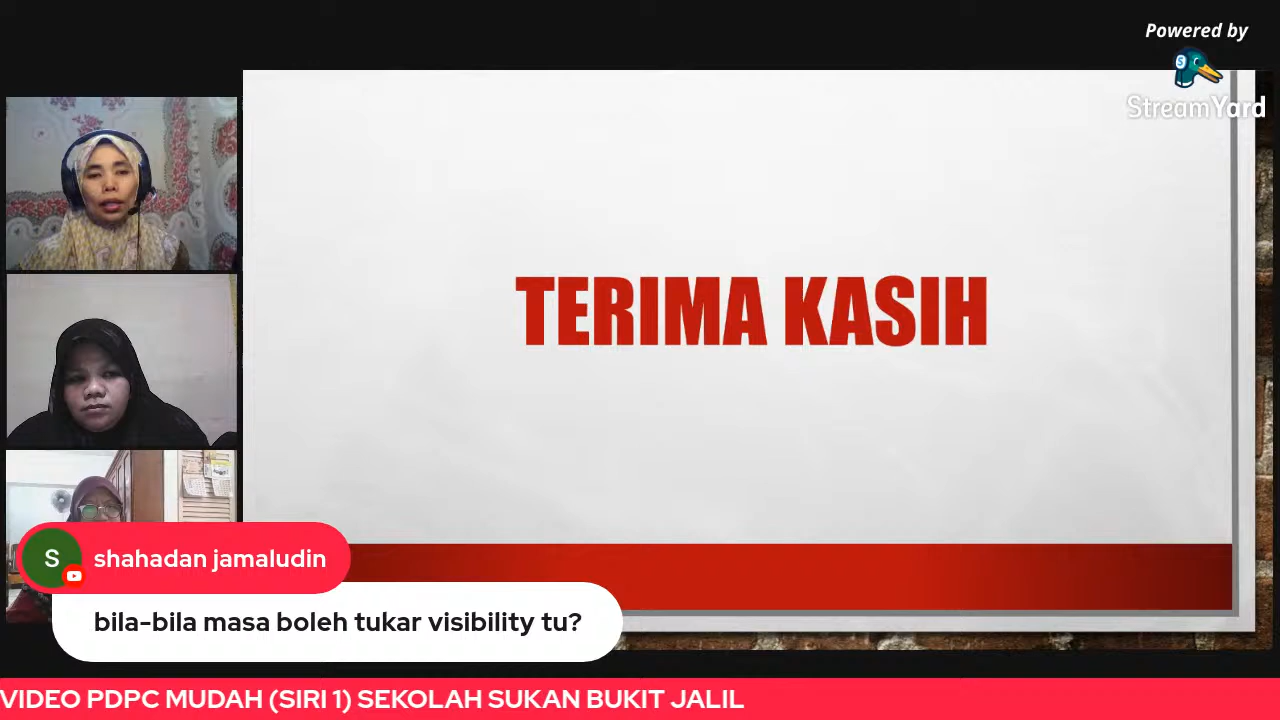 Powered by
StreamYard
TERIMA KASIH
S
shahadan jamaludin
bila-bila masa boleh tukar visibility tu?
VIDEO PDPC MUDAH (SIRI 1) SEKOLAH SUKAN BUKIT JALIL